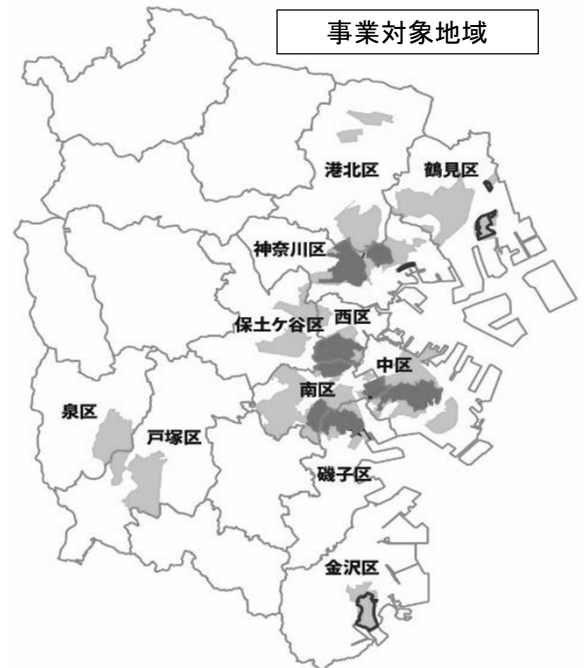 事業対象地域
港北区
鶴見区
神奈川区
西区
保土ケ谷区
中区
南区
泉区
戸塚区
磯子区
金沢区